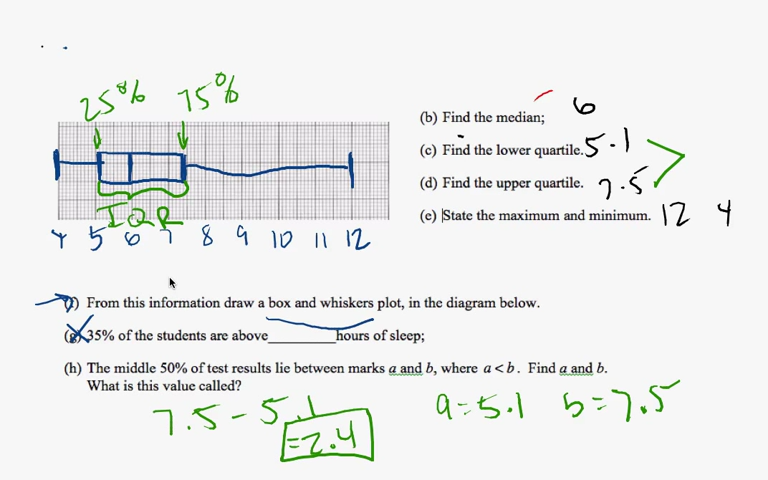 25% 75%
(b) Find the median; 6
(c) Find the lower quartile. 5.1
(d) Find the upper quartile. 7.5
(e) State the maximum and minimum. 12 4
IQR
4 5 6 7 8 9 10 11 12
(f) From this information draw a box and whiskers plot, in the diagram below.
(g) 35% of the students are above________hours of sleep;
(h) The middle 50% of test results lie between marks a and b, where a < b. Find a and b.
What is this value called?
7.5 - 5.1 a = 5.1 b = 7.5
= 2.4